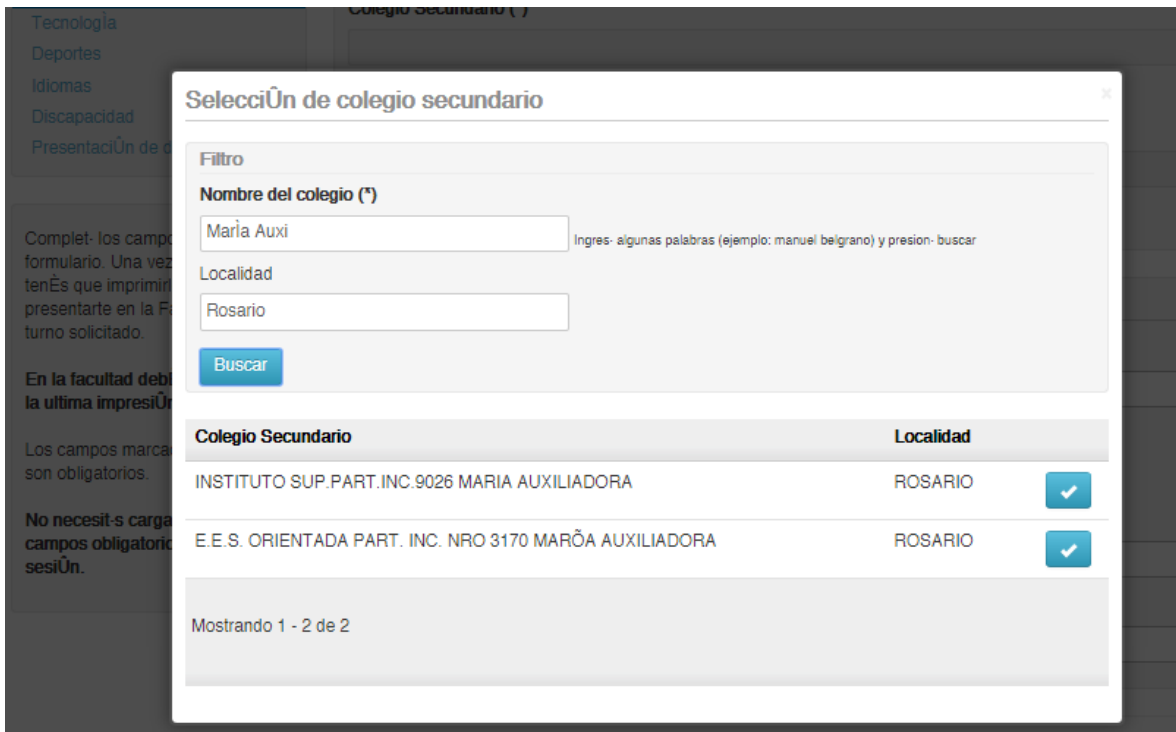 Colegio Secundario (*)
TecnologÌa
Deportes
Idiomas
Discapacidad
PresentaciÛn de d
Complet· los campo
formulario. Una vez
tenÈs que imprimirl
presentarte en la Fa
turno solicitado.
En la facultad deb
la ultima impresiÛn
Los campos marca
son obligatorios.
No necesit·s carga
campos obligatorio
sesiÛn.
SelecciÛn de colegio secundario
×
Filtro
Nombre del colegio (*)
MarÌa Auxi
Ingres· algunas palabras (ejemplo: manuel belgrano) y presion· buscar
Localidad
Rosario
Buscar
Colegio Secundario Localidad
INSTITUTO SUP.PART.INC.9026 MARIA AUXILIADORA ROSARIO
E.E.S. ORIENTADA PART. INC. NRO 3170 MARÕA AUXILIADORA ROSARIO
Mostrando 1 - 2 de 2